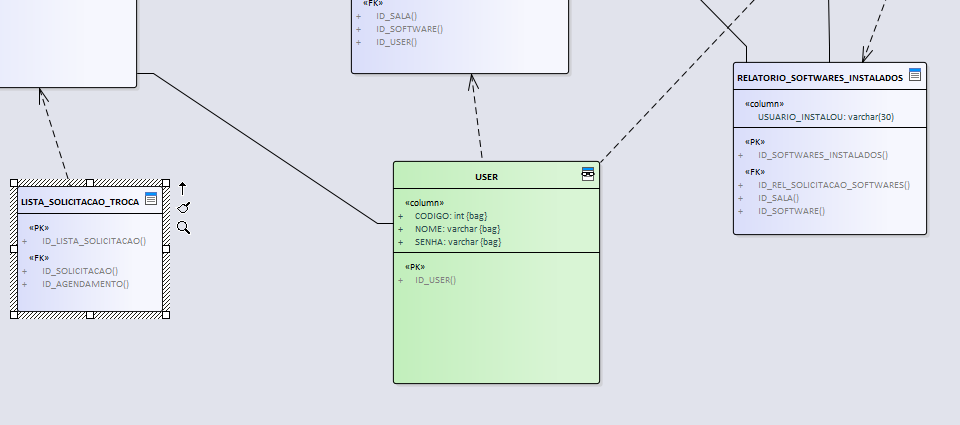 «FK»
+ ID_SALA()
+ ID_SOFTWARE()
+ ID_USER()
RELATORIO_SOFTWARES_INSTALADOS
«column»
USUARIO_INSTALOU: varchar(30)
«PK»
+ ID_SOFTWARES_INSTALADOS()
«FK»
+ ID_REL_SOLICITACAO_SOFTWARES()
+ ID_SALA()
+ ID_SOFTWARE()
USER
«column»
+ CODIGO: int {bag}
+ NOME: varchar {bag}
+ SENHA: varchar {bag}
«PK»
+ ID_USER()
LISTA_SOLICITACAO_TROCA
«PK»
+ ID_LISTA_SOLICITACAO()
«FK»
+ ID_SOLICITACAO()
+ ID_AGENDAMENTO()